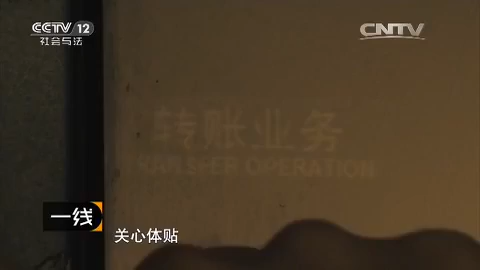 CCTV 12
社会与法
CNTV
转账业务
TRANSFER OPERATION
一线
关心体贴